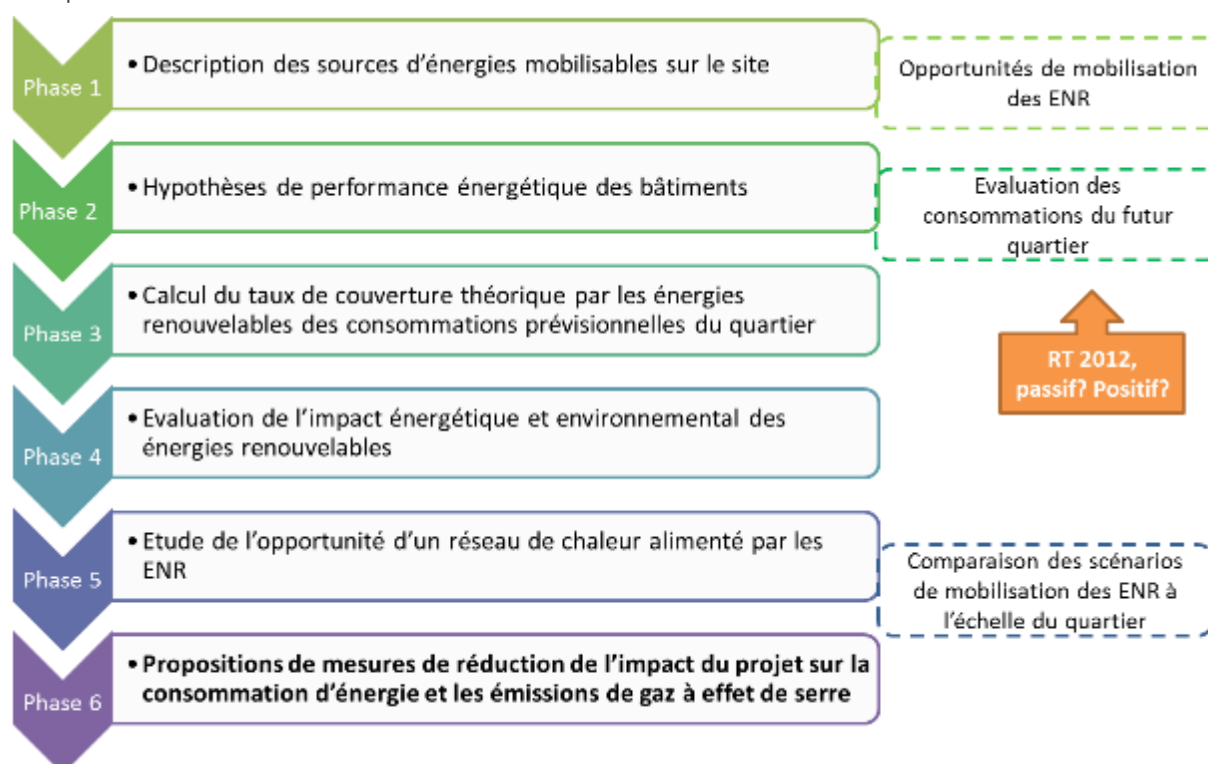 Phase 1
• Description des sources d'énergies mobilisables sur le site
Opportunités de mobilisation
des ENR
Phase 2
• Hypothèses de performance énergétique des bâtiments
Evaluation des
consommations du futur
quartier
Phase 3
• Calcul du taux de couverture théorique par les énergies
renouvelables des consommations prévisionnelles du quartier
RT 2012,
passif? Positif?
Phase 4
• Evaluation de l'impact énergétique et environnemental des
énergies renouvelables
Phase 5
• Etude de l'opportunité d'un réseau de chaleur alimenté par les
ENR
Comparaison des scénarios
de mobilisation des ENR à
l'échelle du quartier
Phase 6
• Propositions de mesures de réduction de l'impact du projet sur la
consommation d'énergie et les émissions de gaz à effet de serre